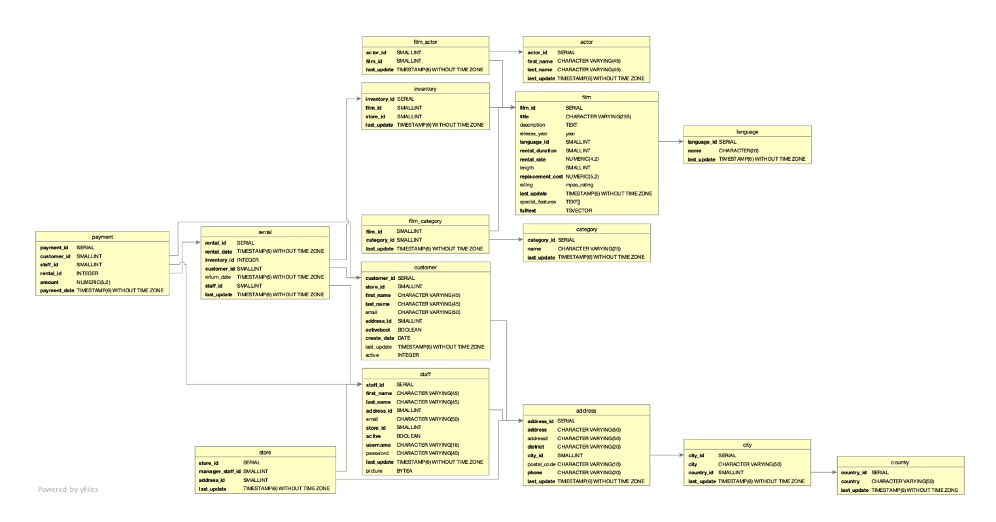 film_actor
actor_id SMALLINT
film_id SMALLINT
last_update TIMESTAMP(6) WITHOUT TIME ZONE
actor
actor_id SERIAL
first_name CHARACTER VARYING(45)
last_name CHARACTER VARYING(45)
last_update TIMESTAMP(6) WITHOUT TIME ZONE
inventory
inventory_id SERIAL
film_id SMALLINT
store_id SMALLINT
last_update TIMESTAMP(6) WITHOUT TIME ZONE
film
film_id SERIAL
title CHARACTER VARYING(255)
description TEXT
release_year year
language_id SMALLINT
rental_duration SMALLINT
rental_rate NUMERIC(4,2)
length SMALLINT
replacement_cost NUMERIC(5,2)
rating mpaa_rating
last_update TIMESTAMP(6) WITHOUT TIME ZONE
special_features TEXT[]
fulltext TSVECTOR
language
language_id SERIAL
name CHARACTER(20)
last_update TIMESTAMP(6) WITHOUT TIME ZONE
film_category
film_id SMALLINT
category_id SMALLINT
last_update TIMESTAMP(6) WITHOUT TIME ZONE
category
category_id SERIAL
name CHARACTER VARYING(25)
last_update TIMESTAMP(6) WITHOUT TIME ZONE
payment
payment_id SERIAL
customer_id SMALLINT
staff_id SMALLINT
rental_id INTEGER
amount NUMERIC(5,2)
payment_date TIMESTAMP(6) WITHOUT TIME ZONE
rental
rental_id SERIAL
rental_date TIMESTAMP(6) WITHOUT TIME ZONE
inventory_id INTEGER
customer_id SMALLINT
return_date TIMESTAMP(6) WITHOUT TIME ZONE
staff_id SMALLINT
last_update TIMESTAMP(6) WITHOUT TIME ZONE
customer
customer_id SERIAL
store_id SMALLINT
first_name CHARACTER VARYING(45)
last_name CHARACTER VARYING(45)
email CHARACTER VARYING(50)
address_id SMALLINT
activebool BOOLEAN
create_date DATE
last_update TIMESTAMP(6) WITHOUT TIME ZONE
active INTEGER
staff
staff_id SERIAL
first_name CHARACTER VARYING(45)
last_name CHARACTER VARYING(45)
address_id SMALLINT
email CHARACTER VARYING(50)
store_id SMALLINT
active BOOLEAN
username CHARACTER VARYING(16)
password CHARACTER VARYING(40)
last_update TIMESTAMP(6) WITHOUT TIME ZONE
picture BYTEA
store
store_id SERIAL
manager_staff_id SMALLINT
address_id SMALLINT
last_update TIMESTAMP(6) WITHOUT TIME ZONE
address
address_id SERIAL
address CHARACTER VARYING(50)
address2 CHARACTER VARYING(50)
district CHARACTER VARYING(20)
city_id SMALLINT
postal_code CHARACTER VARYING(10)
phone CHARACTER VARYING(20)
last_update TIMESTAMP(6) WITHOUT TIME ZONE
city
city_id SERIAL
city CHARACTER VARYING(50)
country_id SMALLINT
last_update TIMESTAMP(6) WITHOUT TIME ZONE
country
country_id SERIAL
country CHARACTER VARYING(50)
last_update TIMESTAMP(6) WITHOUT TIME ZONE
Powered by yFiles